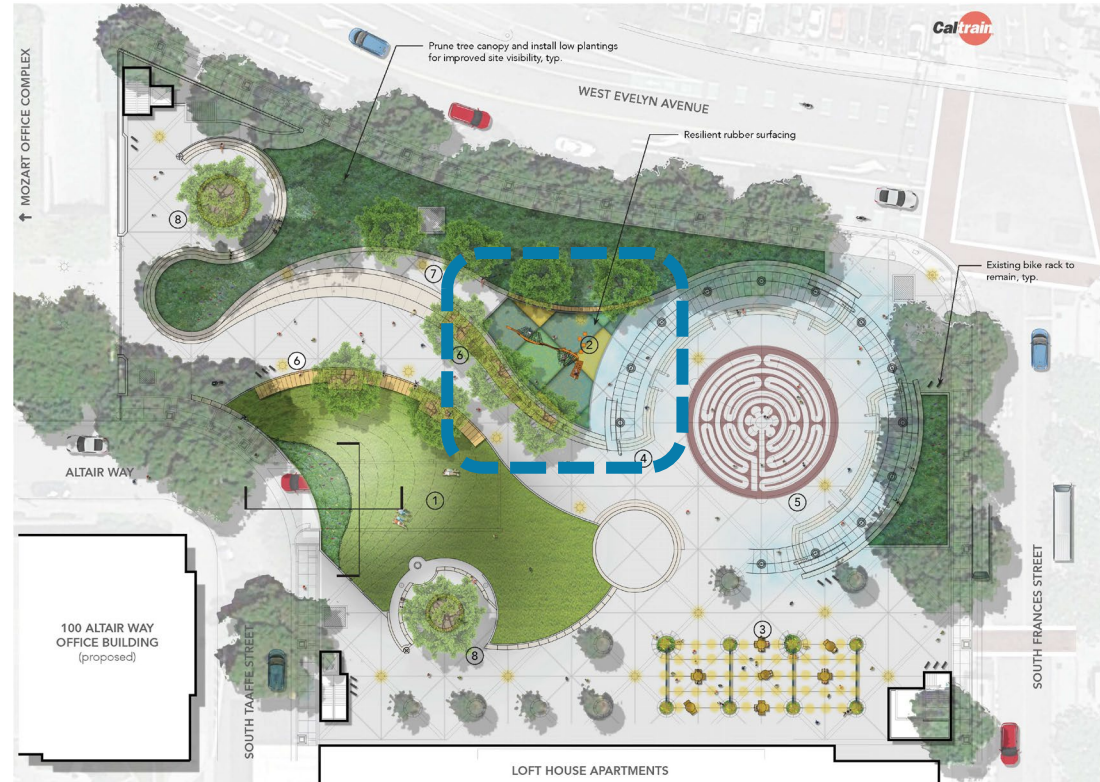 Caltrain
Prune tree canopy and install low plantings
for improved site visibility, typ.
WEST EVELYN AVENUE
Resilient rubber surfacing
MOZART OFFICE COMPLEX
8
7
Existing bike rack to
remain, typ.
2
6
6
4
ALTAIR WAY
1
5
100 ALTAIR WAY
OFFICE BUILDING
(proposed)
SOUTH TAAFFE STREET
8
3
SOUTH FRANCES STREET
LOFT HOUSE APARTMENTS